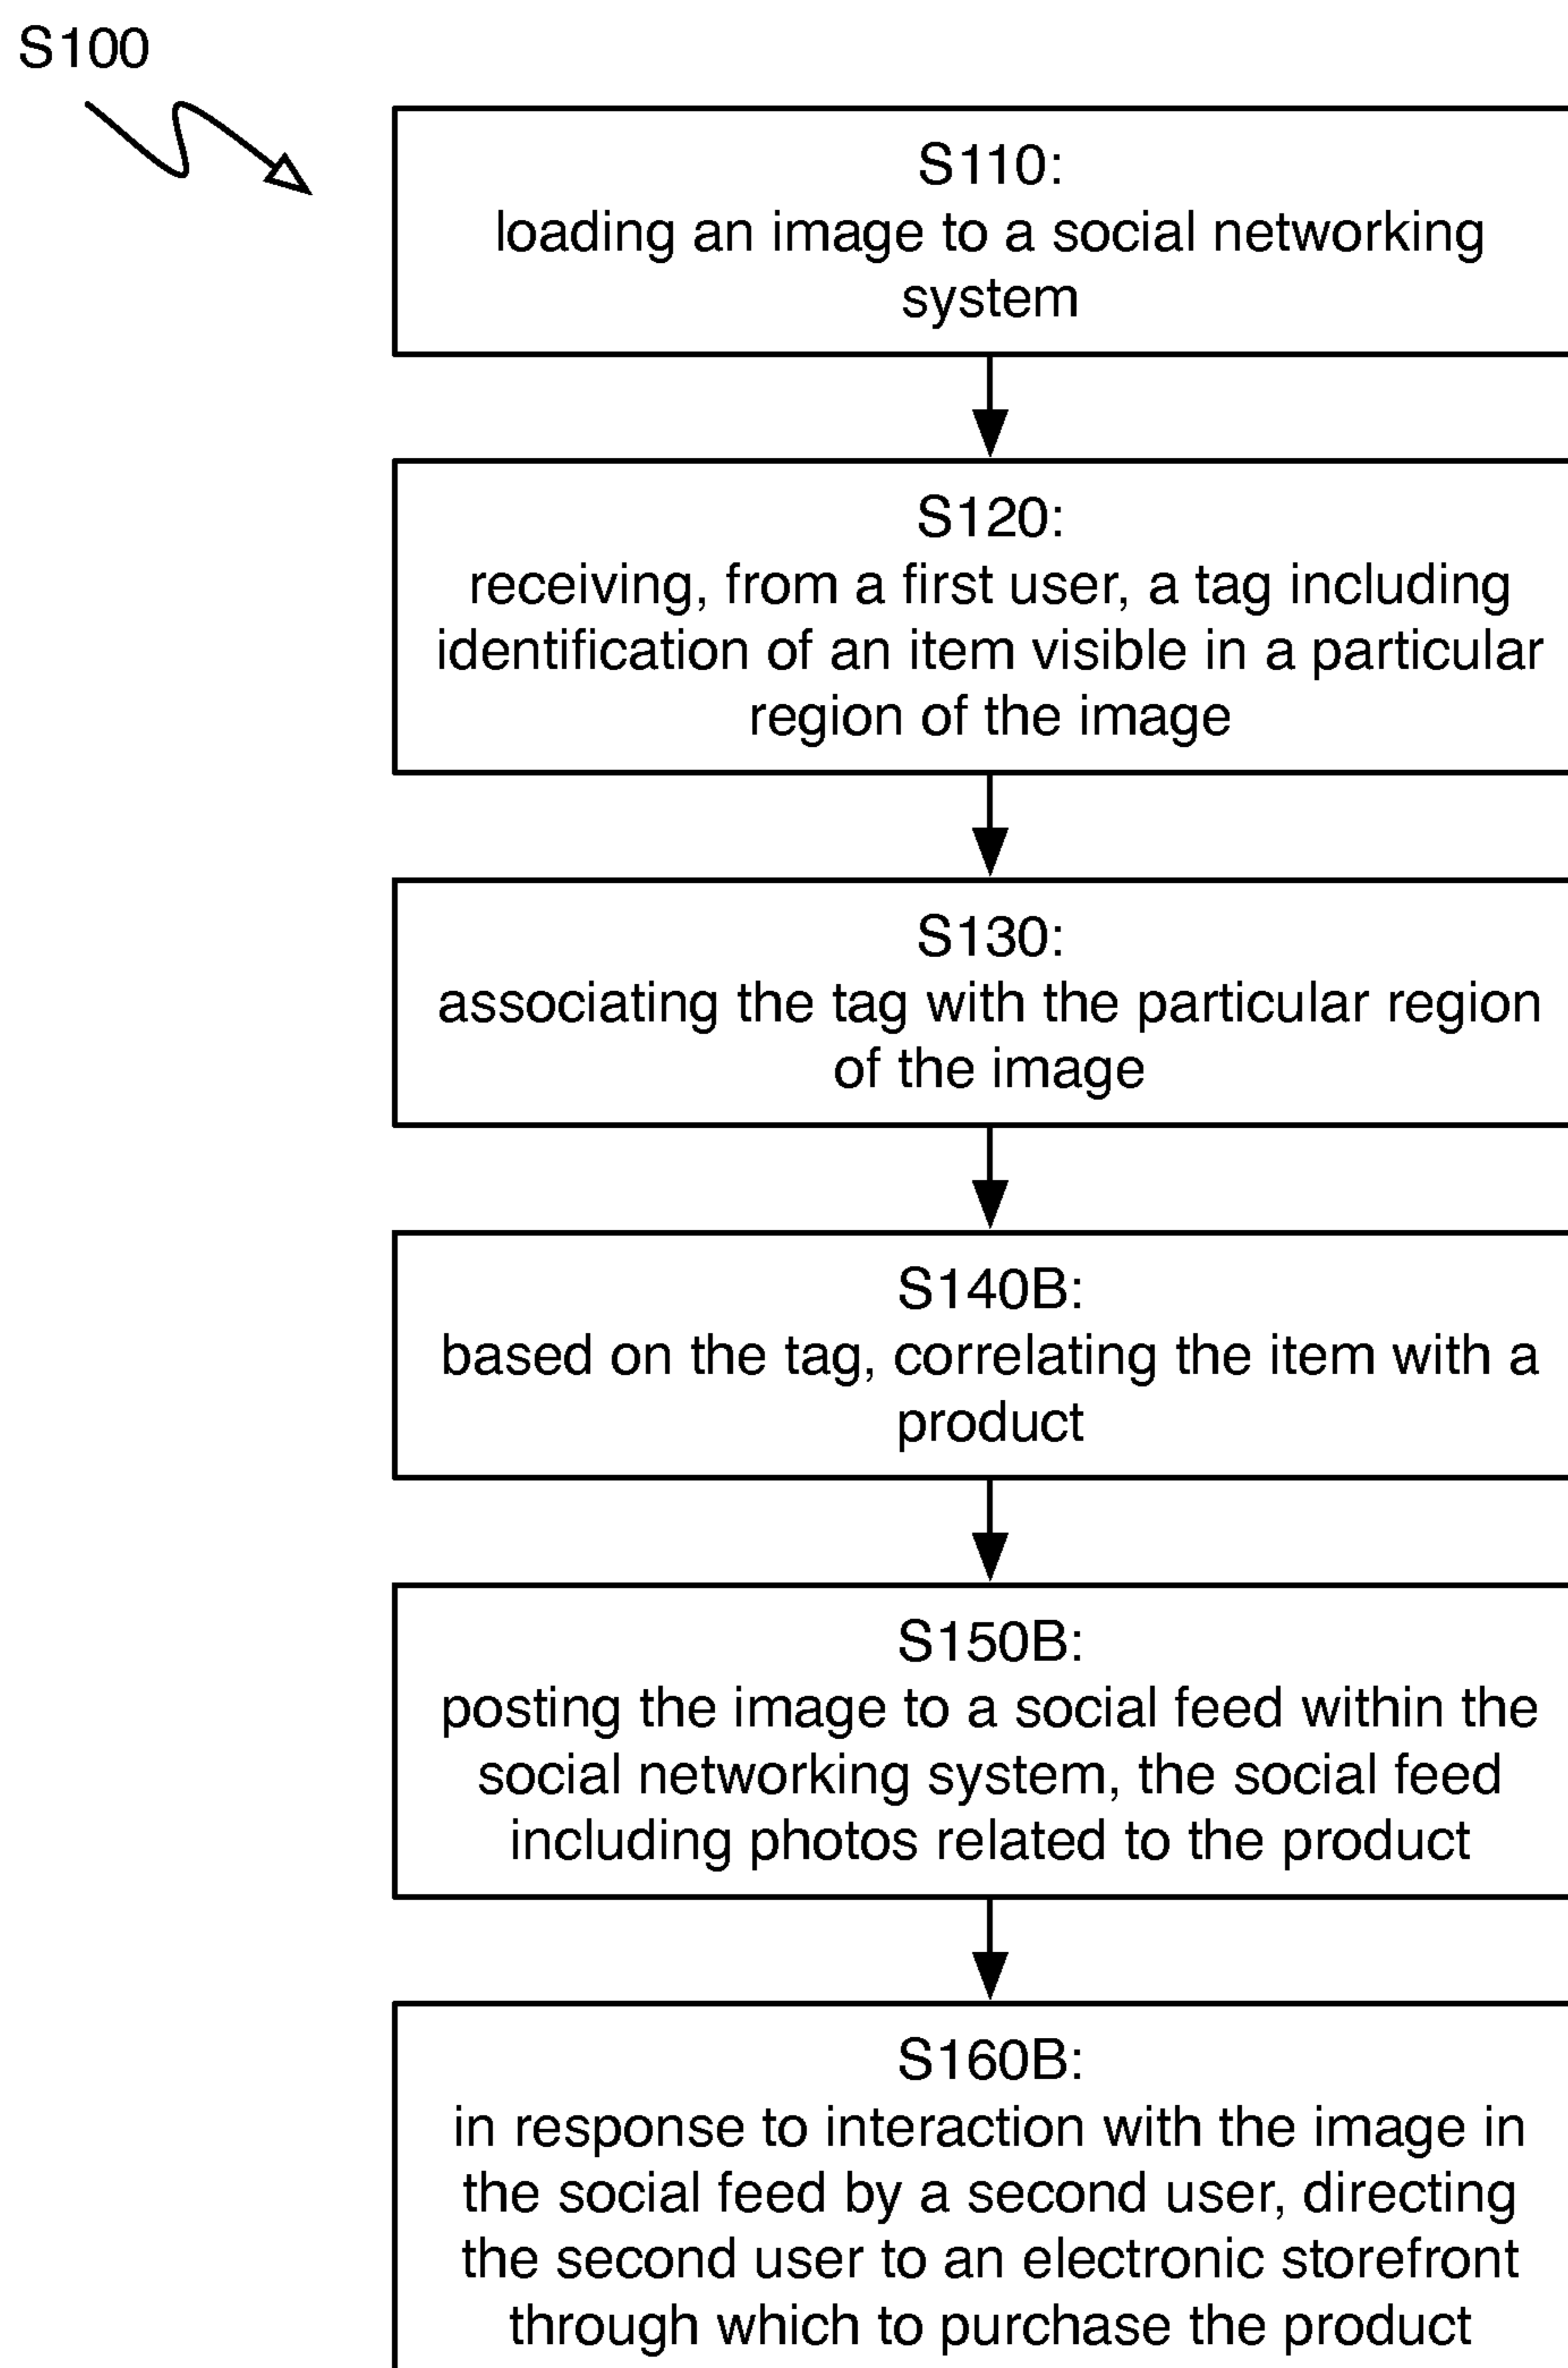 S100
S110:
loading an image to a social networking
system
S120:
receiving, from a first user, a tag including
identification of an item visible in a particular
region of the image
S130:
associating the tag with the particular region
of the image
S140B:
based on the tag, correlating the item with a
product
S150B:
posting the image to a social feed within the
social networking system, the social feed
including photos related to the product
S160B:
in response to interaction with the image in
the social feed by a second user, directing
the second user to an electronic storefront
through which to purchase the product